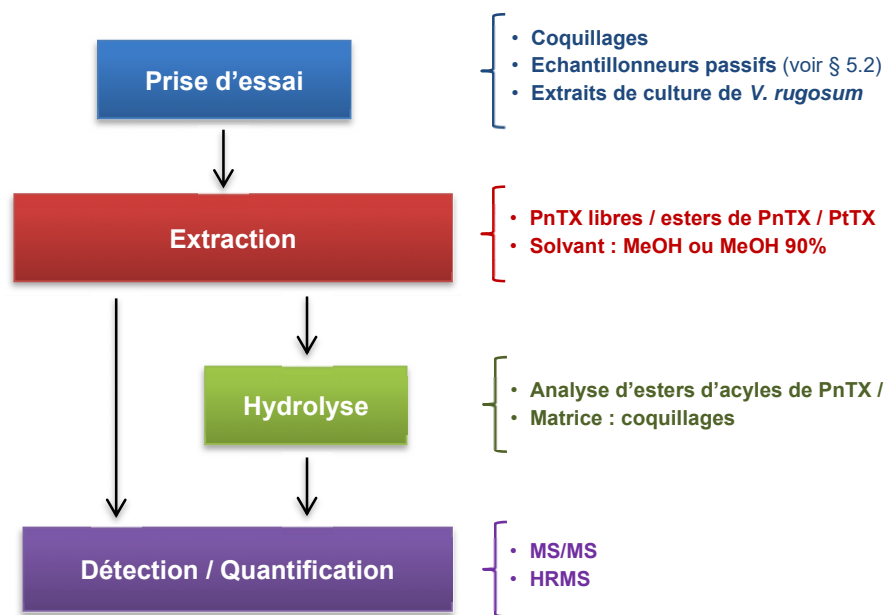 Prise d'essai
• Coquillages
• Echantillonneurs passifs (voir § 5.2)
• Extraits de culture de V. rugosum
Extraction
• PnTX libres / esters de PnTX / PtTX
• Solvant : MeOH ou MeOH 90%
Hydrolyse
• Analyse d'esters d'acyles de PnTX /
• Matrice : coquillages
Détection / Quantification
• MS/MS
• HRMS